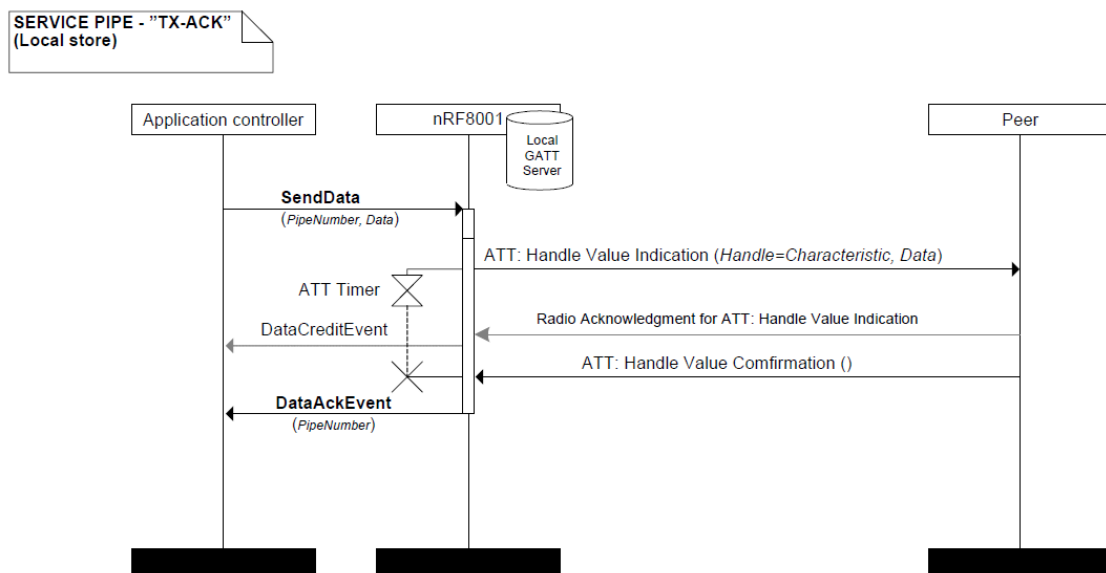 SERVICE PIPE - "TX-ACK"
(Local store)
Application controller
nRF8001
Peer
Local
GATT
Server
SendData
(PipeNumber, Data)
ATT: Handle Value Indication (Handle=Characteristic, Data)
ATT Timer
Radio Acknowledgment for ATT: Handle Value Indication
DataCreditEvent
ATT: Handle Value Comfirmation ()
DataAckEvent
(PipeNumber)